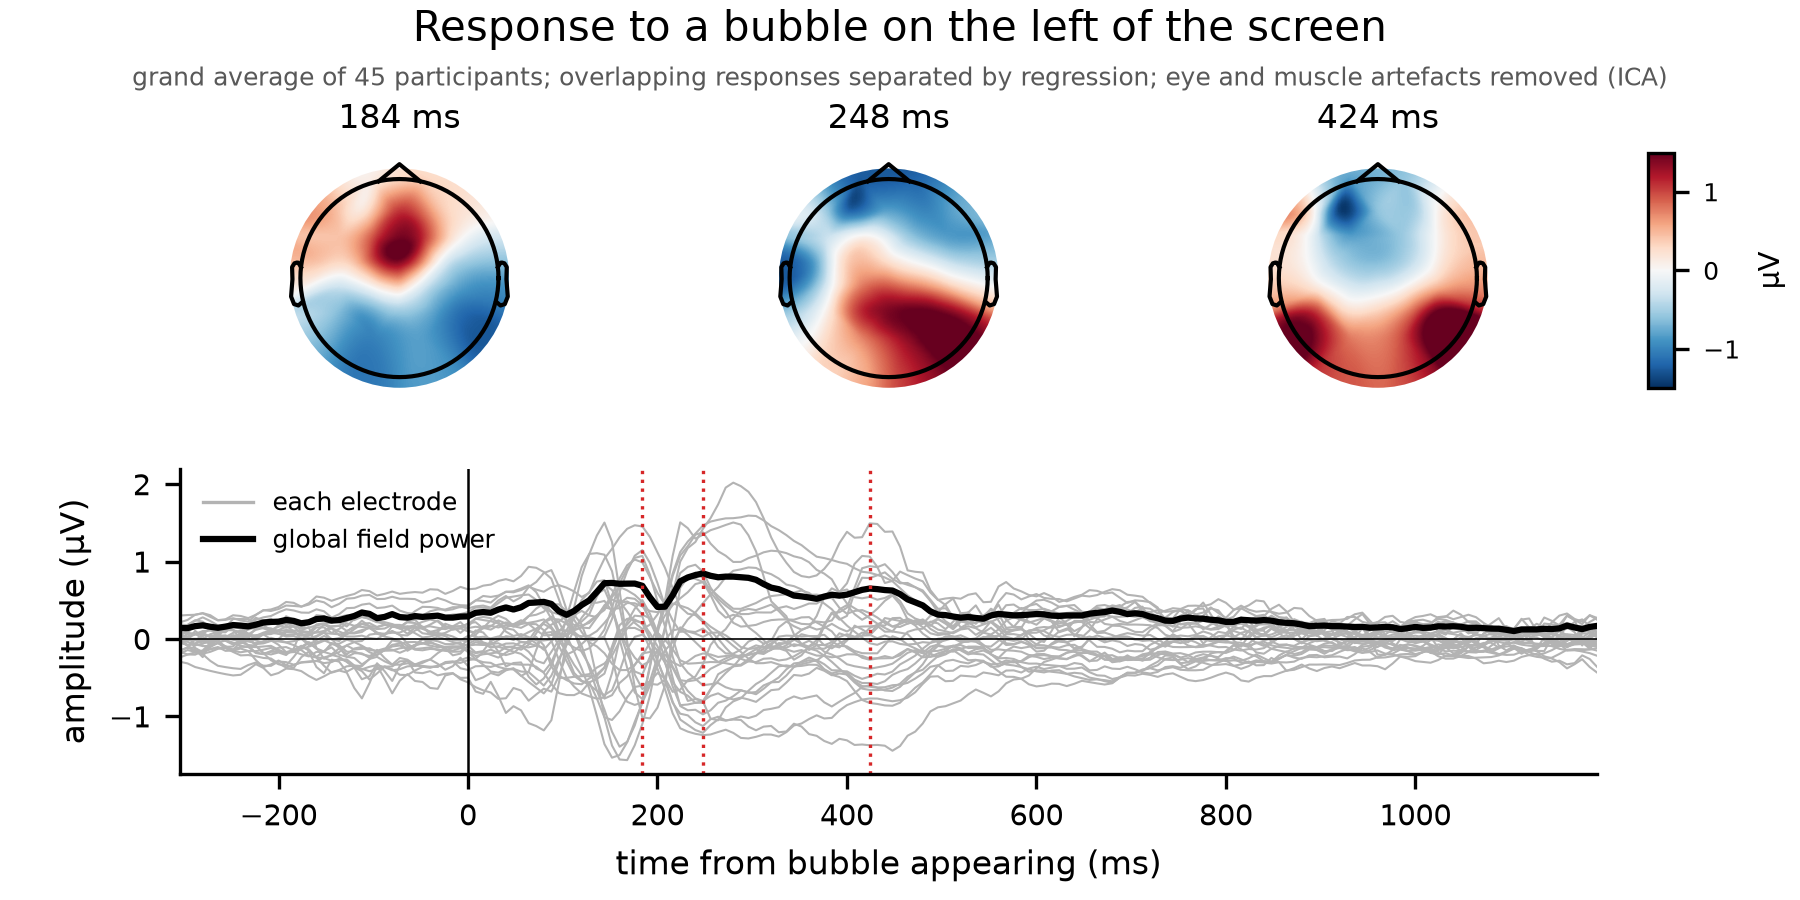 Response to a bubble on the left of the screen
grand average of 45 participants; overlapping responses separated by regression; eye and muscle artefacts removed (ICA)
184 ms
248 ms
424 ms
1
0
−1
µV
2
1
0
−1
amplitude (µV)
each electrode
global field power
−200
0
200
400
600
800
1000
time from bubble appearing (ms)